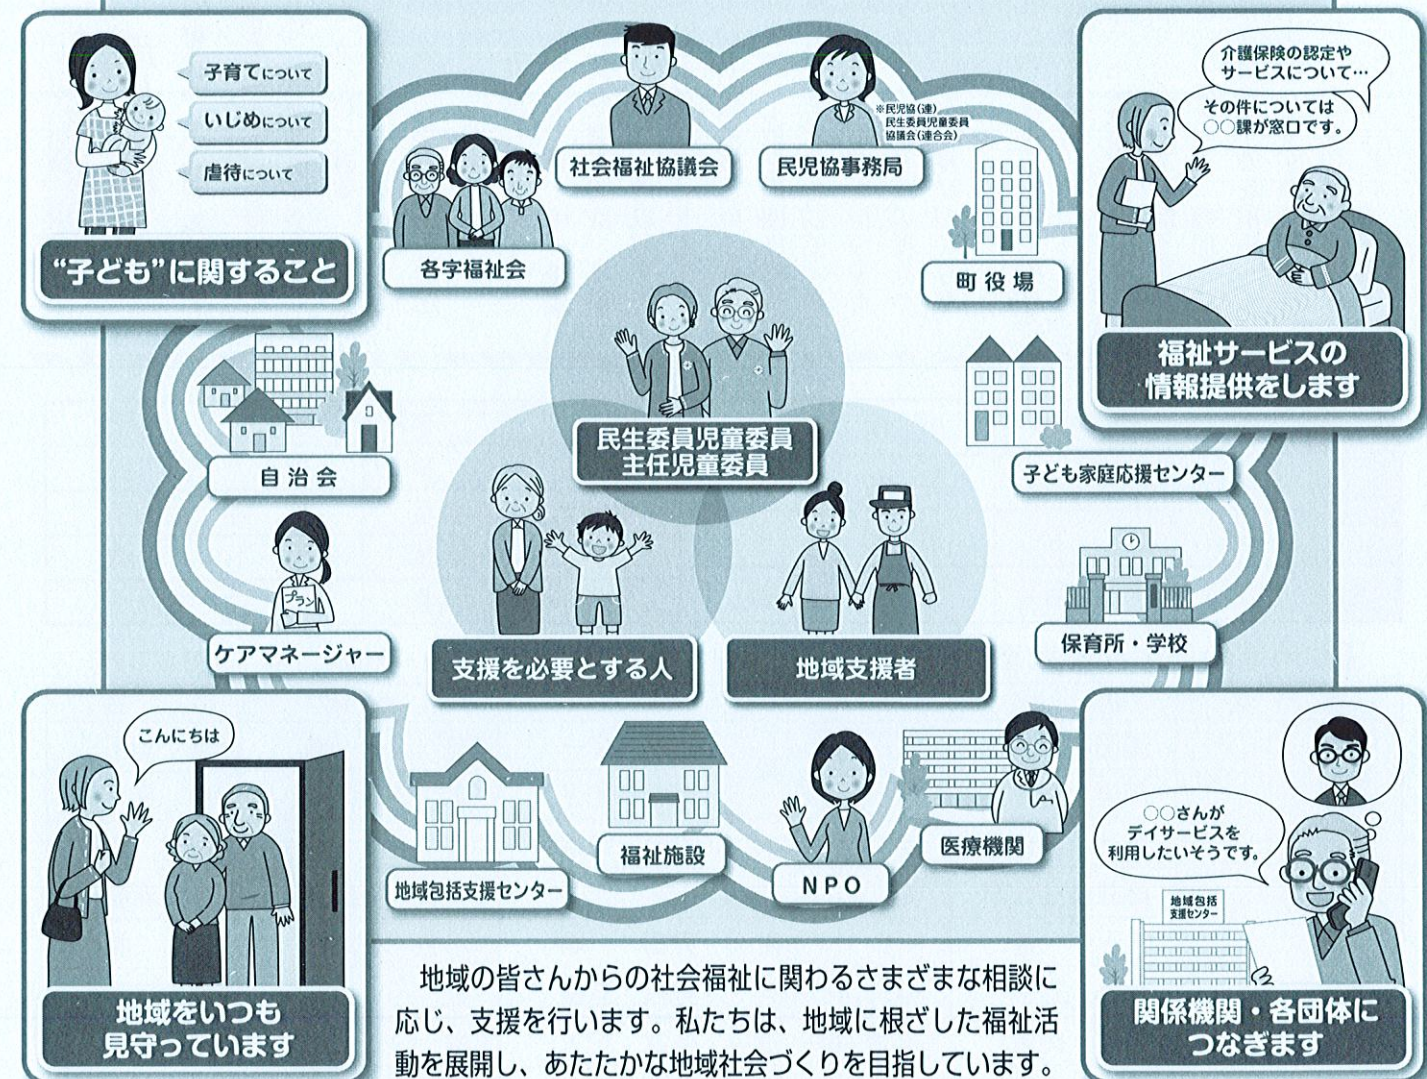 子育てについて
いじめについて
虐待について
“子ども”に関すること
社会福祉協議会
民児協事務局
※民児協(連)
民生委員児童委員
協議会(連合会)
各字福祉会
町役場
介護保険の認定や
サービスについて…
その件については
○○課が窓口です。
福祉サービスの
情報提供をします
民生委員児童委員
主任児童委員
自治会
子ども家庭応援センター
プラン
ケアマネージャー
支援を必要とする人
地域支援者
保育所・学校
こんにちは
地域をいつも
見守っています
地域包括支援センター
福祉施設
NPO
医療機関
○○さんが
デイサービスを
利用したいそうです。
地域包括
支援センター
関係機関・各団体に
つなぎます
地域の皆さんからの社会福祉に関わるさまざまな相談に
応じ、支援を行います。私たちは、地域に根ざした福祉活
動を展開し、あたたかな地域社会づくりを目指しています。